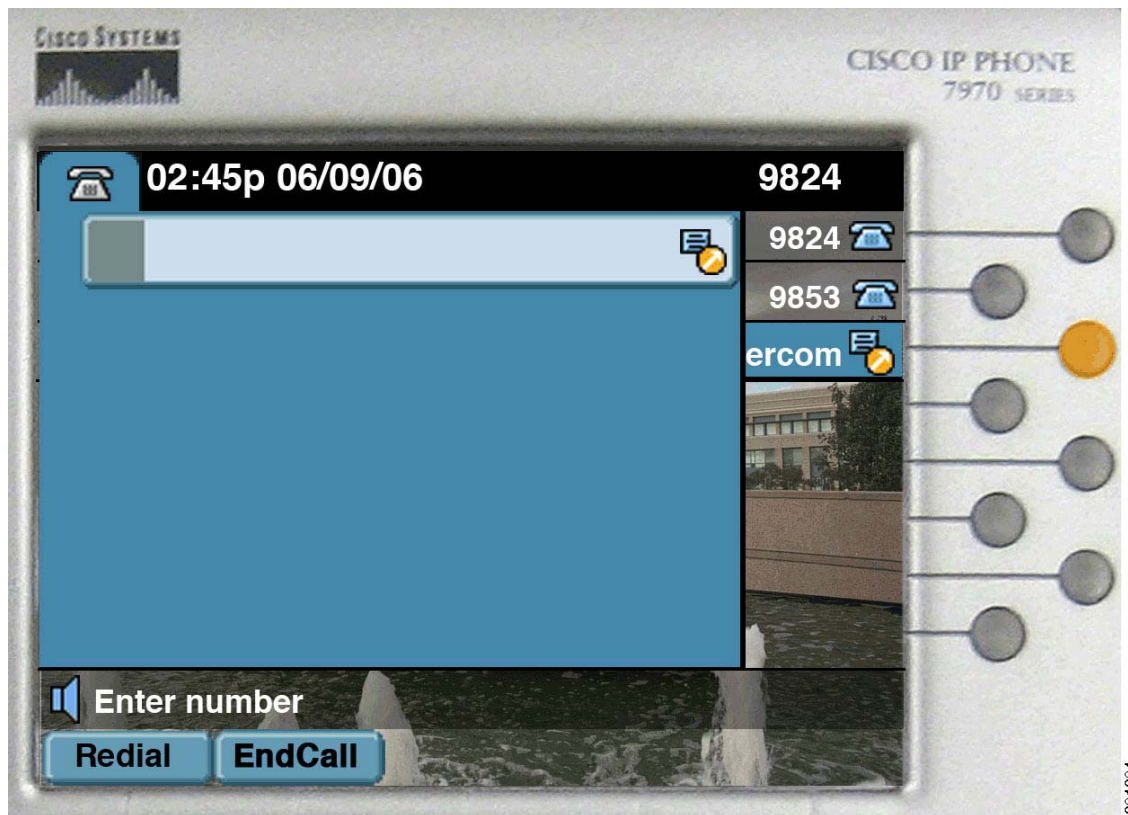 CISCO SYSTEMS
CISCO IP PHONE
7970 SERIES
02:45p 06/09/06
9824
9824
9853
ercom
Enter number
Redial
EndCall